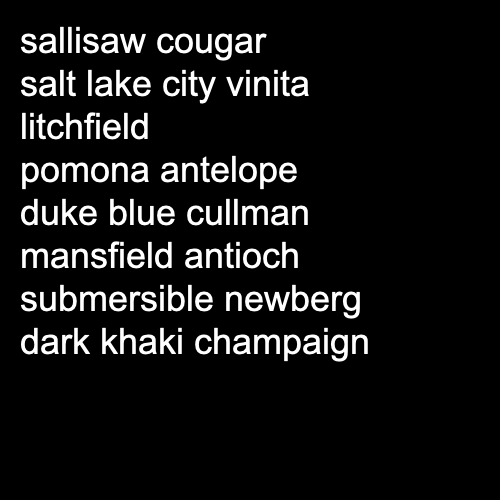 sallisaw cougar
salt lake city vinita
litchfield
pomona antelope
duke blue cullman
mansfield antioch
submersible newberg
dark khaki champaign